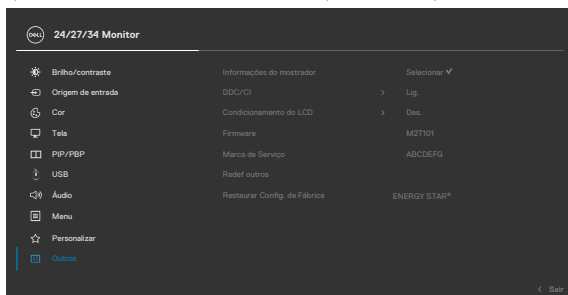 DELL
24/27/34 Monitor
Brilho/contraste
Informações do mostrador
Selecionar
Origem de entrada
DDC/CI
Lig.
Cor
Condicionamento do LCD
Des.
Tela
Firmware
M2T101
PIP/PBP
Marca de Serviço
ABCDEFG
USB
Redef outros
Áudio
Restaurar Config. de Fábrica
ENERGY STAR®
Menu
Personalizar
Outros
Sair